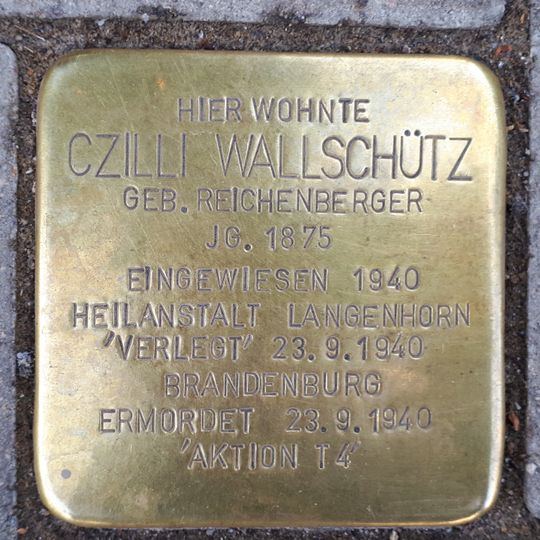 HIER WOHNTE
CZILLI WALLSCHÜTZ
GEB. REICHENBERGER
JG. 1875
EINGEWIESEN 1940
HEILANSTALT LANGENHORN
'VERLEGT' 23.9.1940
BRANDENBURG
ERMORDET 23.9.1940
'AKTION T4'